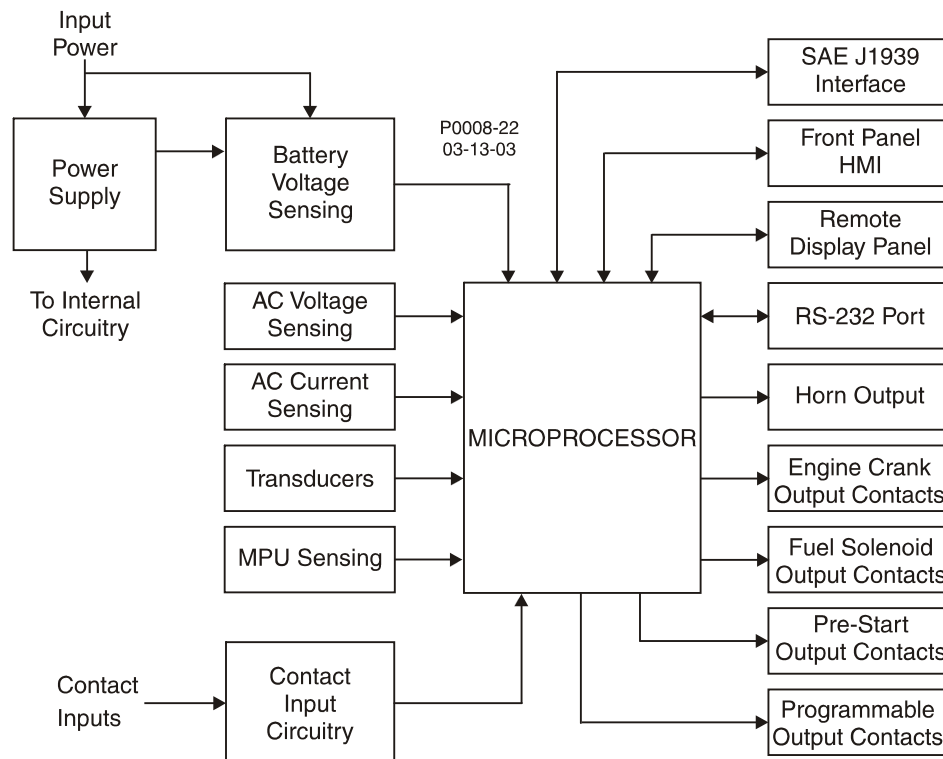 Input
Power
Power
Supply
Battery
Voltage
Sensing
P0008-22
03-13-03
SAE J1939
Interface
Front Panel
HMI
Remote
Display Panel
To Internal
Circuitry
AC Voltage
Sensing
RS-232 Port
AC Current
Sensing
Horn Output
MICROPROCESSOR
Transducers
Engine Crank
Output Contacts
MPU Sensing
Fuel Solenoid
Output Contacts
Pre-Start
Output Contacts
Contact
Inputs
Contact
Input
Circuitry
Programmable
Output Contacts